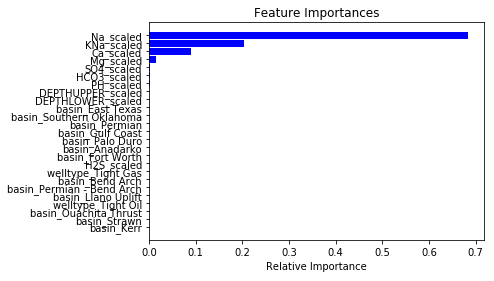 Feature Importances
Na_scaled
KNa_scaled
Ca_scaled
Mg_scaled
SO4_scaled
HCO3_scaled
PH_scaled
DEPTHUPPER_scaled
DEPTHLOWER_scaled
basin_East Texas
basin_Southern Oklahoma
basin_Permian
basin_Gulf Coast
basin_Palo Duro
basin_Anadarko
basin_Fort Worth
H2S_scaled
welltype_Tight Gas
basin_Bend Arch
basin_Permian - Bend Arch
basin_Llano Uplift
welltype_Tight Oil
basin_Ouachita Thrust
basin_Strawn
basin_Kerr
0.0 0.1 0.2 0.3 0.4 0.5 0.6 0.7
Relative Importance